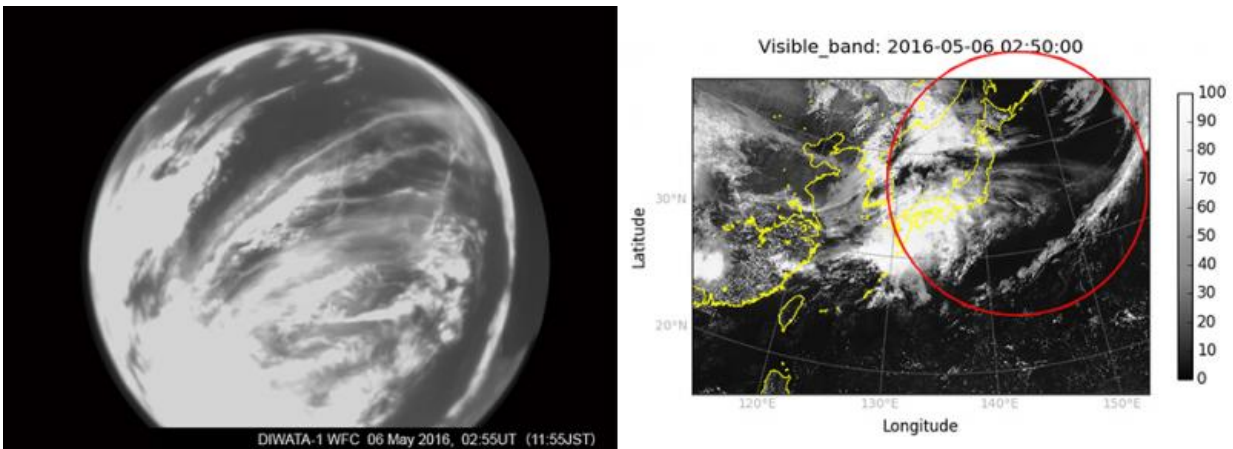 DIWATA-1 WFC 06 May 2016, 02:55UT (11:55JST)
Visible_band: 2016-05-06 02:50:00
Latitude
30°N
20°N
120°E
130°E
140°E
150°E
Longitude
100
90
80
70
60
50
40
30
20
10
0